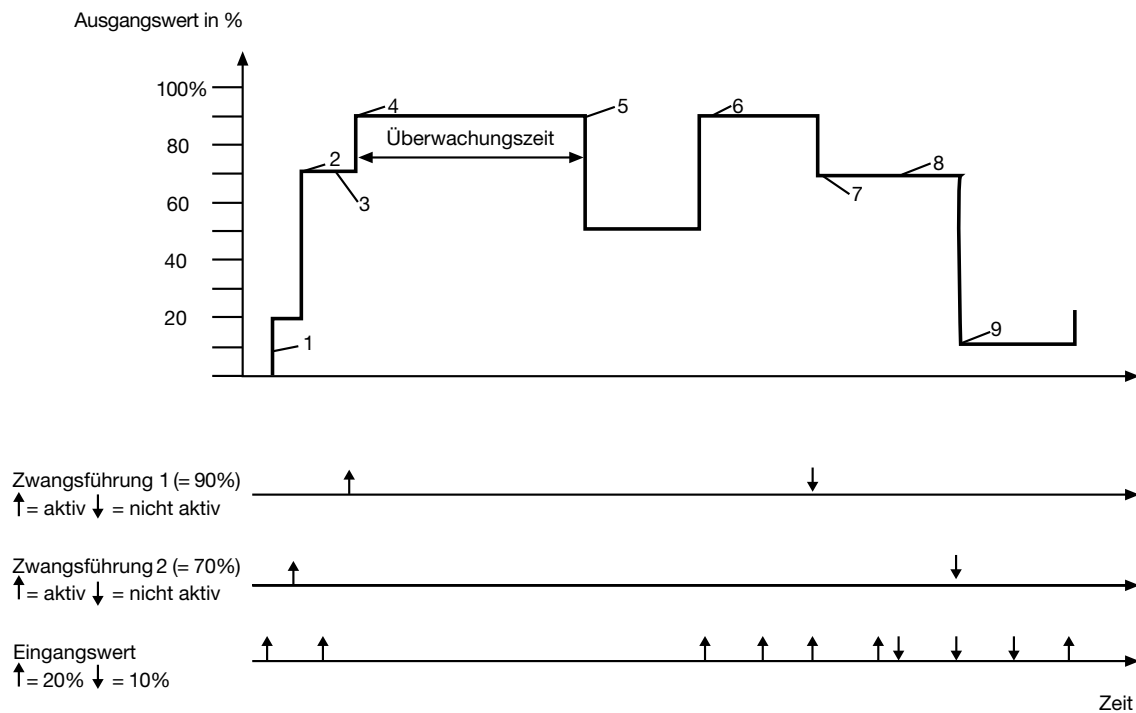 Ausgangswert in %
100%
80
60
40
20
1
2
3
4
Überwachungszeit
5
6
7
8
9
Zwangsführung 1 (= 90%)
↑= aktiv ↓ = nicht aktiv
Zwangsführung 2 (= 70%)
↑= aktiv ↓ = nicht aktiv
Eingangswert
↑= 20% ↓ = 10%
Zeit